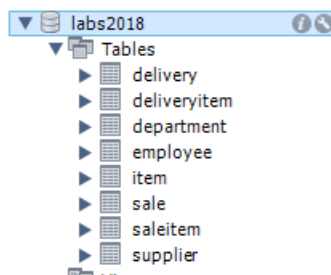 labs2018
Tables
delivery
deliveryitem
department
employee
item
sale
saleitem
supplier